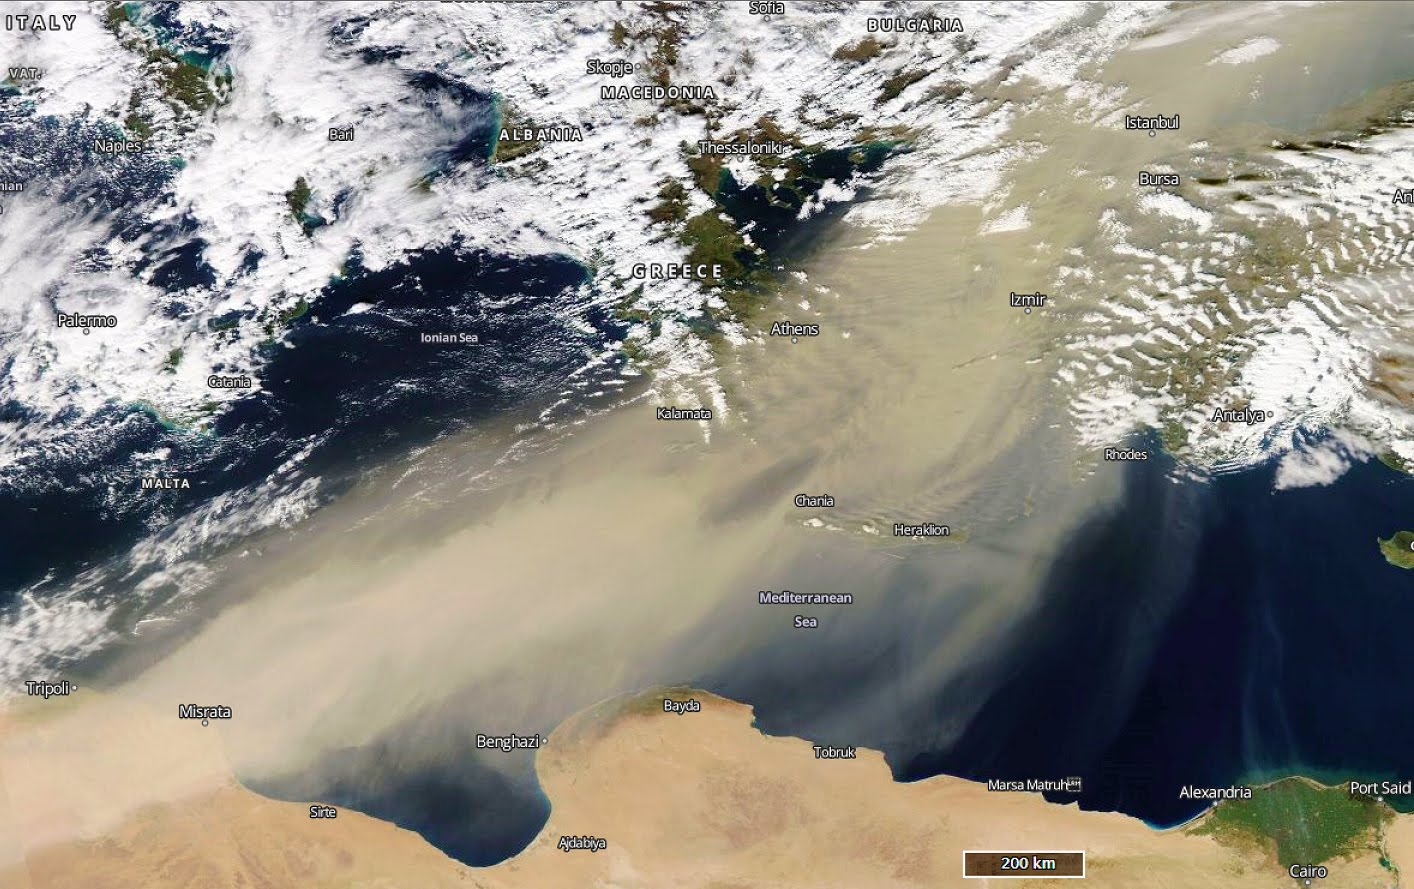 Sofia
ITALY
BULGARIA
Skopje
VAT.
MACEDONIA
Istanbul
Bari
ALBANIA
Naples
Thessaloniki
Bursa
nian
An
GREECE
Izmir
Palermo
Athens
Ionian Sea
Catania
Kalamata
Antalya
Rhodes
MALTA
Chania
Heraklion
Mediterranean
Sea
Tripoli
Misrata
Bayda
Benghazi
Tobruk
Marsa Matruh
Alexandria
Port Said
Sirte
Ajdabiya
200 km
Cairo